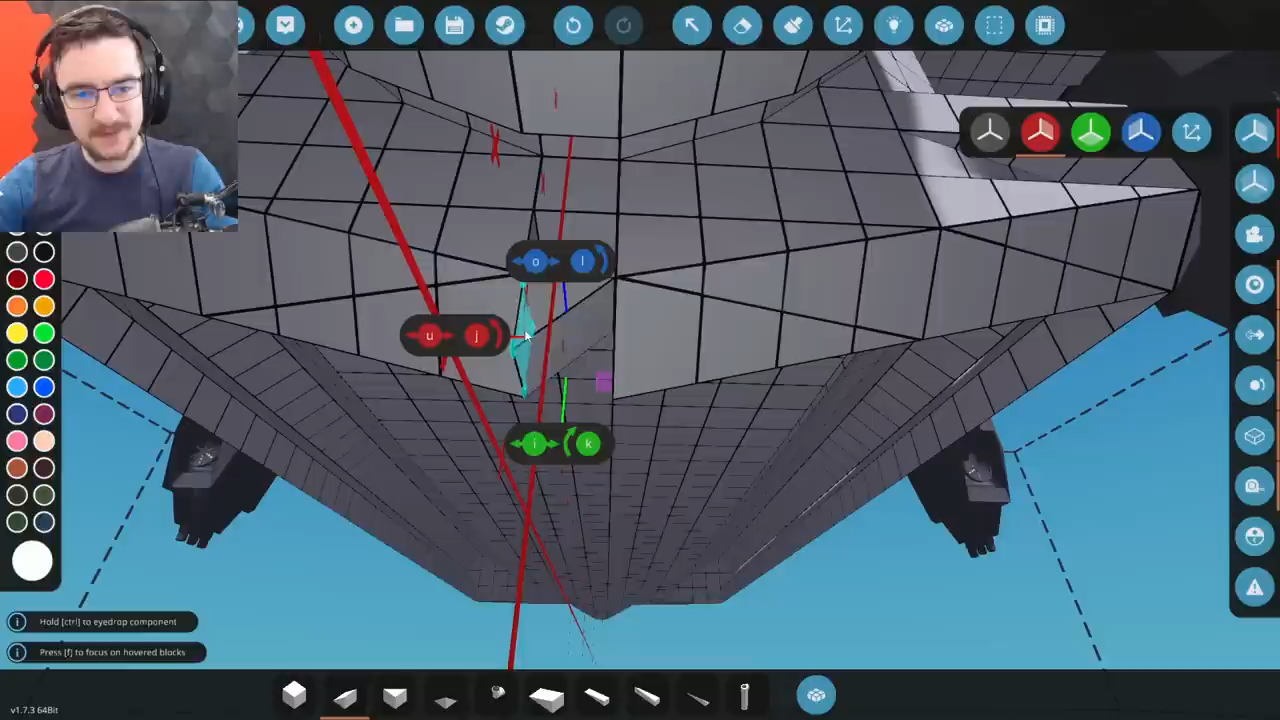 o l
u j
i k
Hold [ctrl] to eyedrop component
Press [f] to focus on hovered blocks
v1.7.3 64Bit